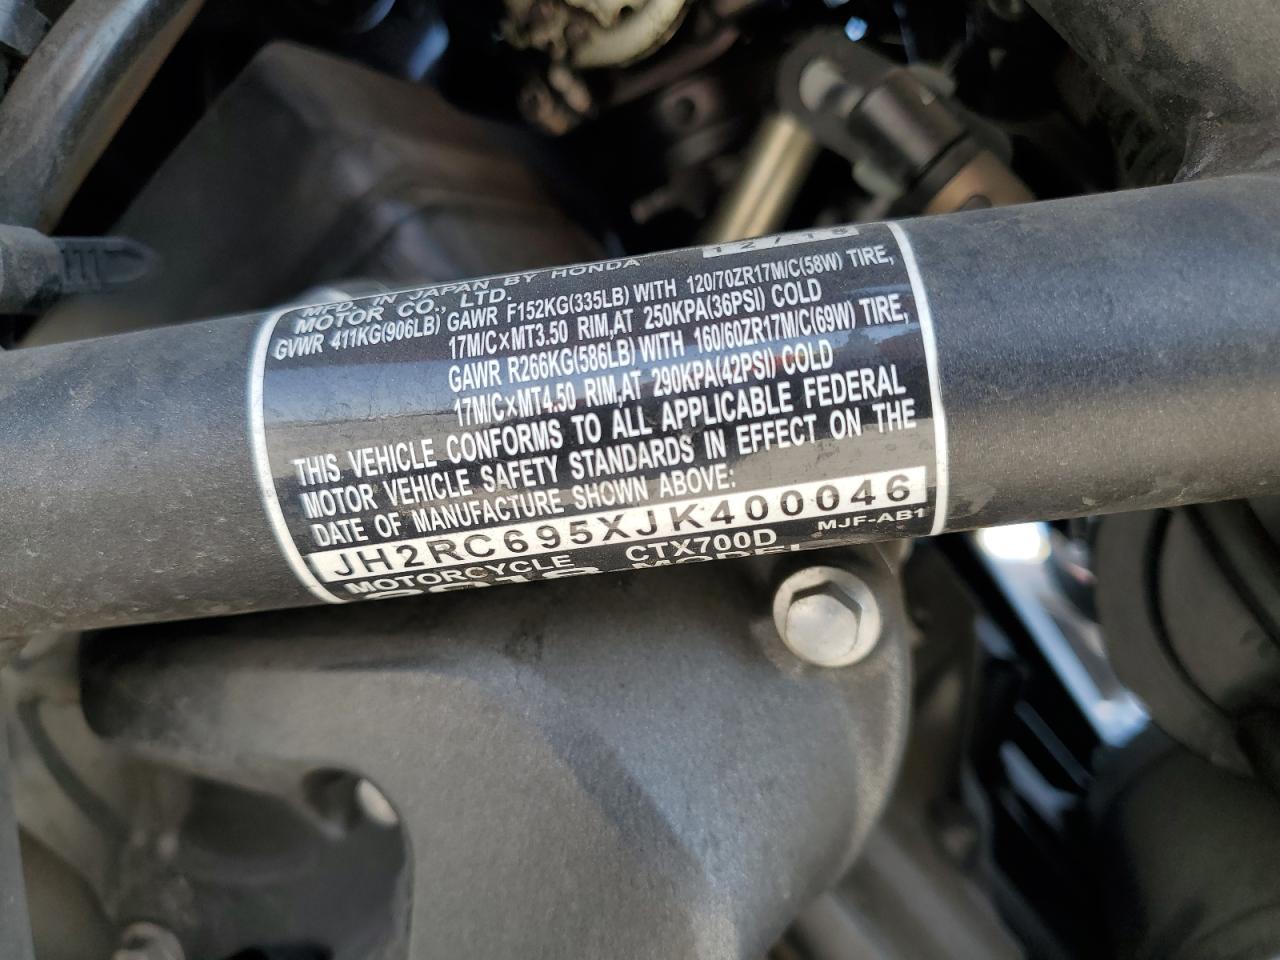 MFD. IN JAPAN BY HONDA 12/18
MOTOR CO., LTD.
GVWR 411KG(906LB) GAWR F152KG(335LB) WITH 120/70ZR17M/C(58W) TIRE,
17M/C×MT3.50 RIM,AT 250KPA(36PSI) COLD
GAWR R266KG(586LB) WITH 160/60ZR17M/C(69W) TIRE,
17M/C×MT4.50 RIM,AT 290KPA(42PSI) COLD
THIS VEHICLE CONFORMS TO ALL APPLICABLE FEDERAL
MOTOR VEHICLE SAFETY STANDARDS IN EFFECT ON THE
DATE OF MANUFACTURE SHOWN ABOVE:
JH2RC695XJK400046
MOTORCYCLE CTX700D MJF-AB1
2018 MODEL